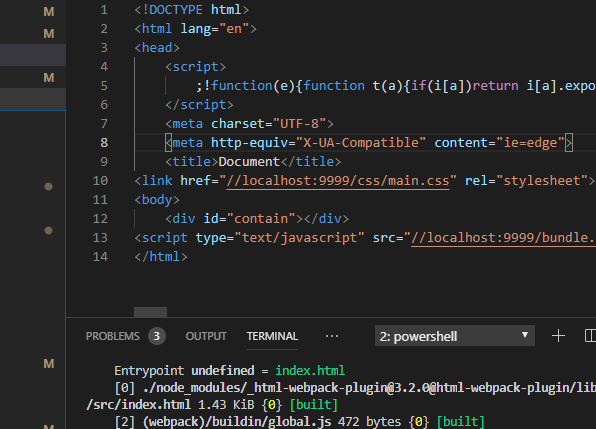 M
M
M
M
1 <!DOCTYPE html>
2 <html lang="en">
3 <head>
4 <script>
5 ;!function(e){function t(a){if(i[a])return i[a].expo
6 </script>
7 <meta charset="UTF-8">
8 <meta http-equiv="X-UA-Compatible" content="ie=edge">
9 <title>Document</title>
10 <link href="//localhost:9999/css/main.css" rel="stylesheet">
11 <body>
12 <div id="contain"></div>
13 <script type="text/javascript" src="//localhost:9999/bundle.
14 </html>
PROBLEMS 3 OUTPUT TERMINAL ··· 2: powershell
Entrypoint undefined = index.html
[0] ./node_modules/_html-webpack-plugin@3.2.0@html-webpack-plugin/lib
/src/index.html 1.43 KiB {0} [built]
[2] (webpack)/buildin/global.js 472 bytes {0} [built]